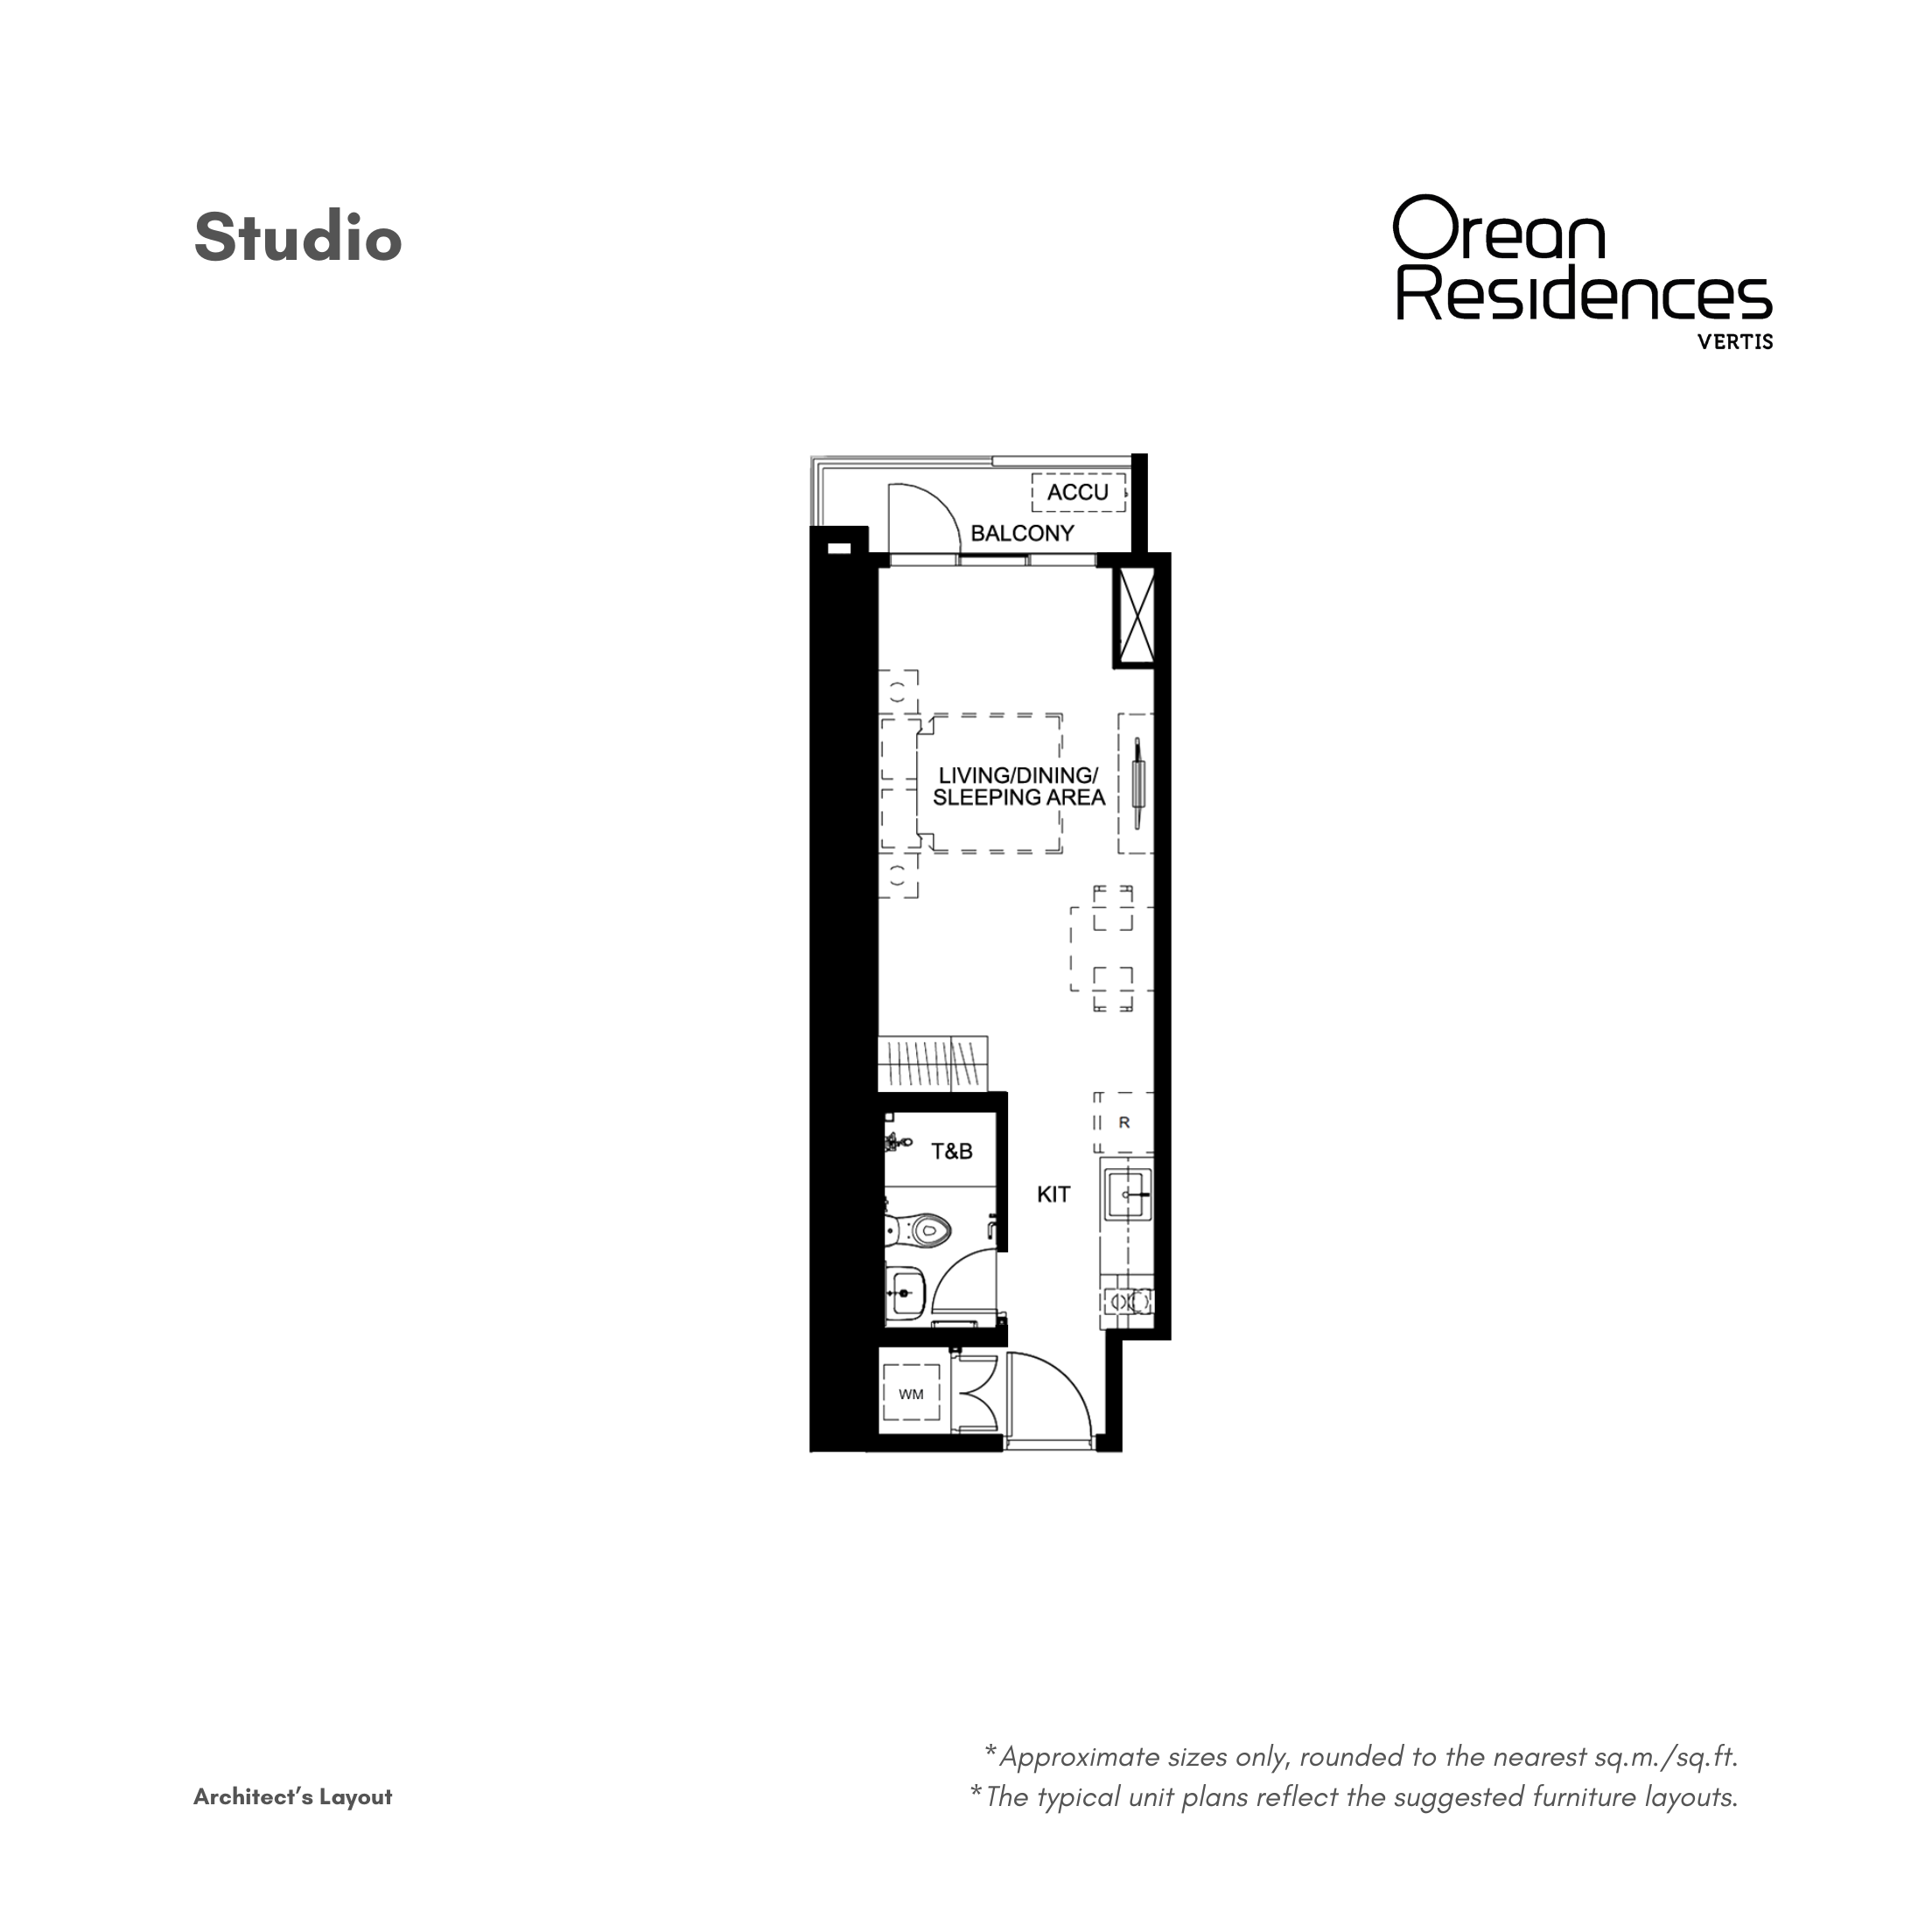 Studio
Orean
Residences
VERTIS
ACCU
BALCONY
LIVING/DINING/
SLEEPING AREA
R
T&B
KIT
WM
*Approximate sizes only, rounded to the nearest sq.m./sq.ft.
*The typical unit plans reflect the suggested furniture layouts.
Architect’s Layout